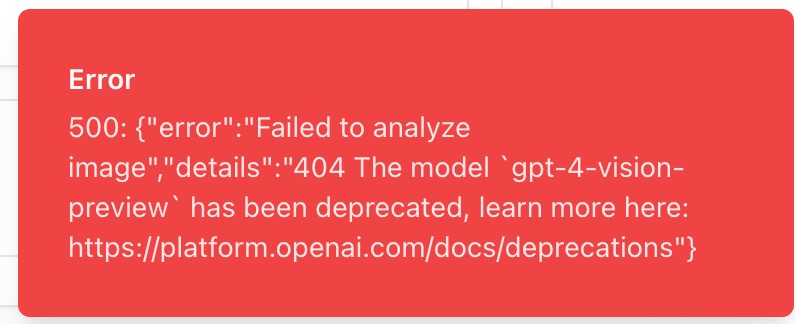 Error
500: {"error":"Failed to analyze
image","details":"404 The model `gpt-4-vision-
preview` has been deprecated, learn more here:
https://platform.openai.com/docs/deprecations"}